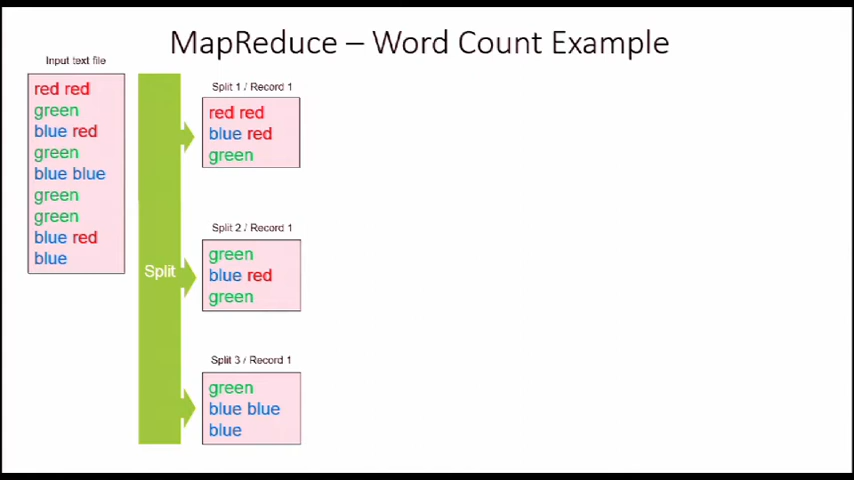 MapReduce – Word Count Example
Input text file
red red
green
blue red
green
blue blue
green
green
blue red
blue
Split
Split 1 / Record 1
red red
blue red
green
Split 2 / Record 1
green
blue red
green
Split 3 / Record 1
green
blue blue
blue